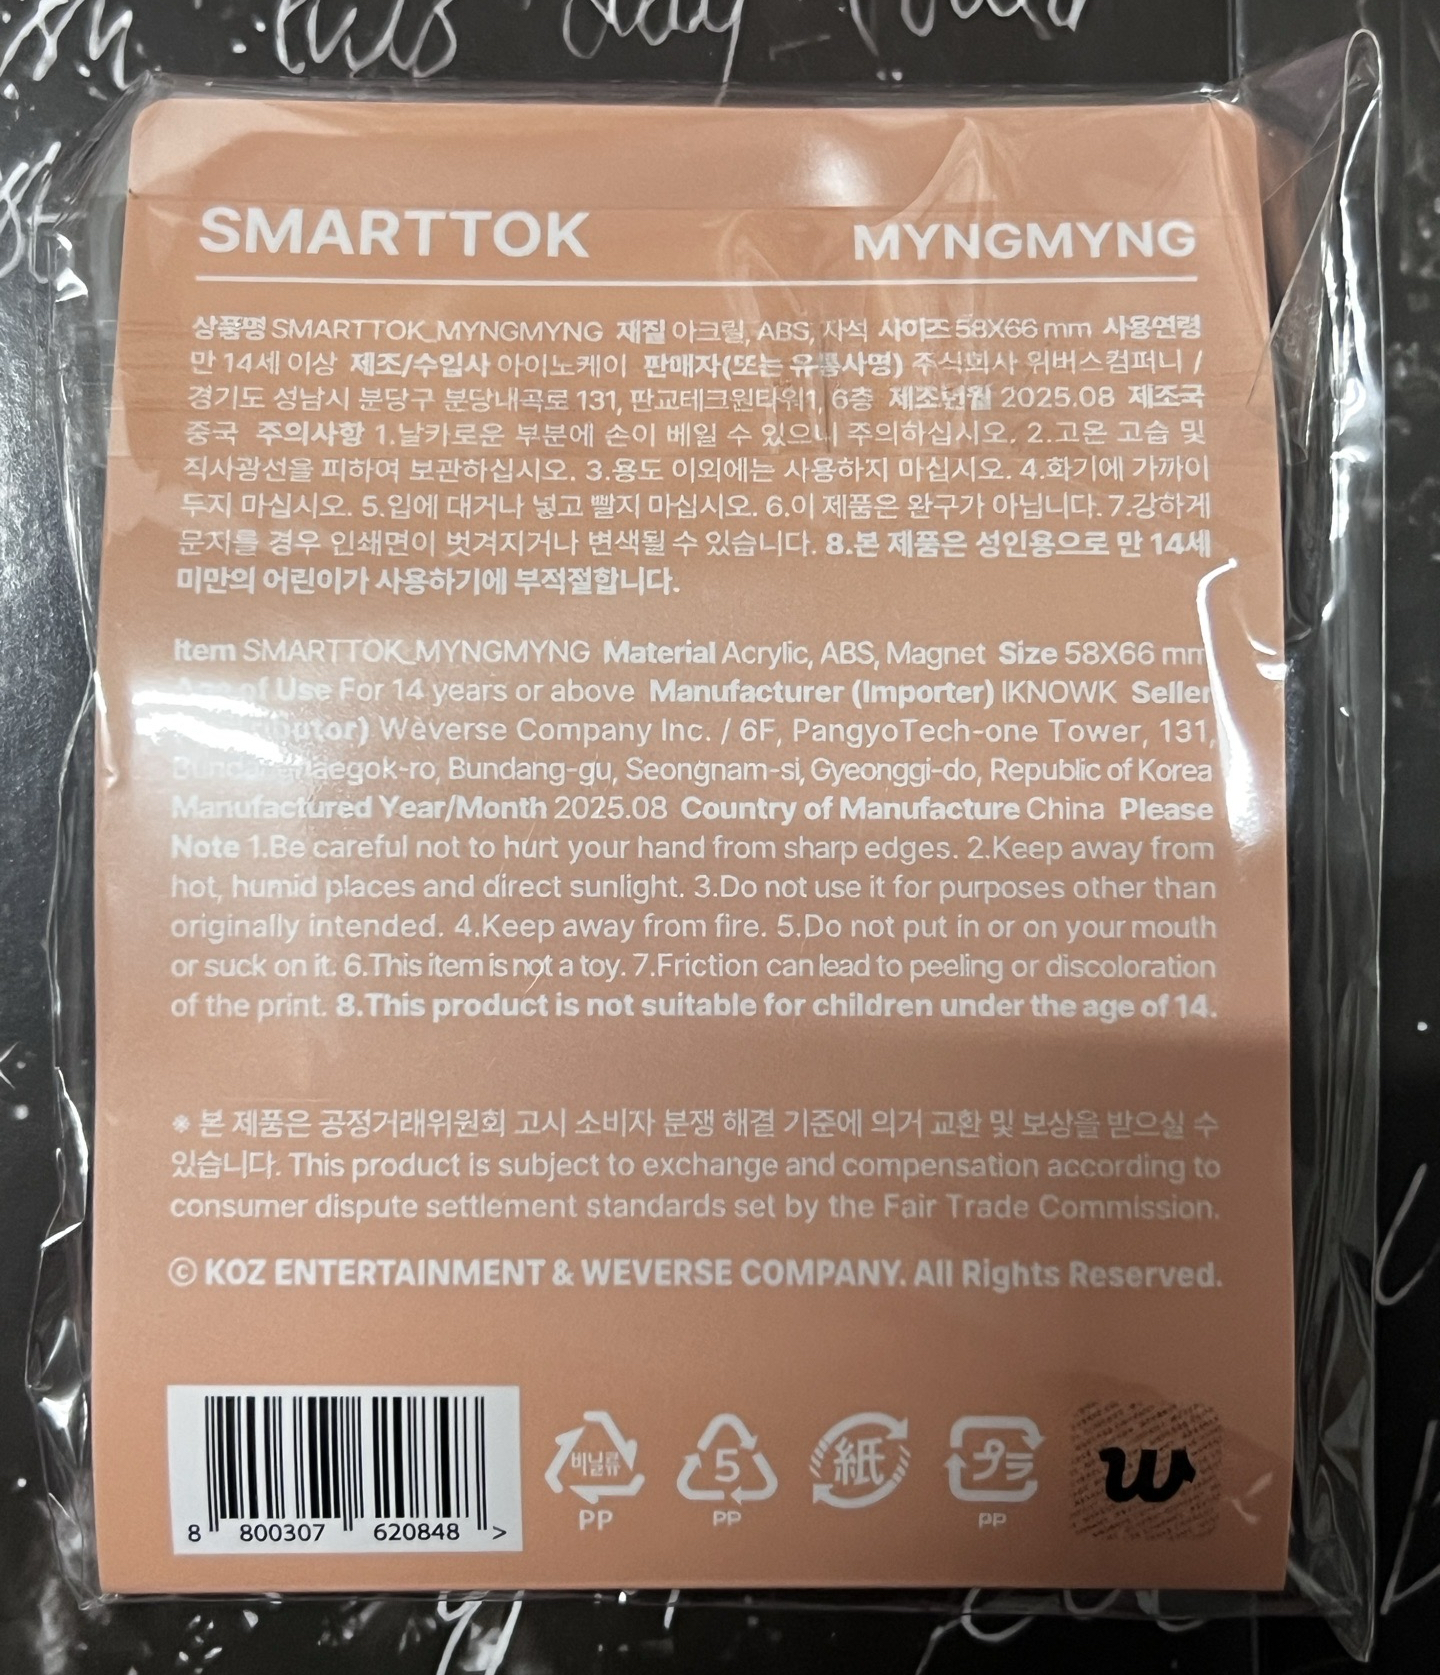 SMARTTOK MYNGMYNG
상품명 SMARTTOK_MYNGMYNG 재질 아크릴, ABS, 자석 사이즈 58X66 mm 사용연령
만 14세 이상 제조/수입사 아이노케이 판매자(또는 유통사명) 주식회사 위버스컴퍼니 /
경기도 성남시 분당구 분당내곡로 131, 판교테크원타워1, 6층 제조년월 2025.08 제조국
중국 주의사항 1.날카로운 부분에 손이 베일 수 있으니 주의하십시오. 2.고온 고습 및
직사광선을 피하여 보관하십시오. 3.용도 이외에는 사용하지 마십시오. 4.화기에 가까이
두지 마십시오. 5.입에 대거나 넣고 빨지 마십시오. 6.이 제품은 완구가 아닙니다. 7.강하게
문지를 경우 인쇄면이 벗겨지거나 변색될 수 있습니다. 8.본 제품은 성인용으로 만 14세
미만의 어린이가 사용하기에 부적절합니다.
Item SMARTTOK_MYNGMYNG Material Acrylic, ABS, Magnet Size 58X66 mm
Age of Use For 14 years or above Manufacturer (Importer) IKNOWK Seller
Weverse Company Inc. / 6F, PangyoTech-one Tower, 131,
Bundang-gu, Seongnam-si, Gyeonggi-do, Republic of Korea
Manufactured Year/Month 2025.08 Country of Manufacture China Please
Note 1.Be careful not to hurt your hand from sharp edges. 2.Keep away from
hot, humid places and direct sunlight. 3.Do not use it for purposes other than
originally intended. 4.Keep away from fire. 5.Do not put in or on your mouth
or suck on it. 6.This item is not a toy. 7.Friction can lead to peeling or discoloration
of the print. 8.This product is not suitable for children under the age of 14.
※ 본 제품은 공정거래위원회 고시 소비자 분쟁 해결 기준에 의거 교환 및 보상을 받으실 수
있습니다. This product is subject to exchange and compensation according to
consumer dispute settlement standards set by the Fair Trade Commission.
© KOZ ENTERTAINMENT & WEVERSE COMPANY. All Rights Reserved.
비닐류 5 紙 プラ w
PP PP PP
8 800307 620848 >